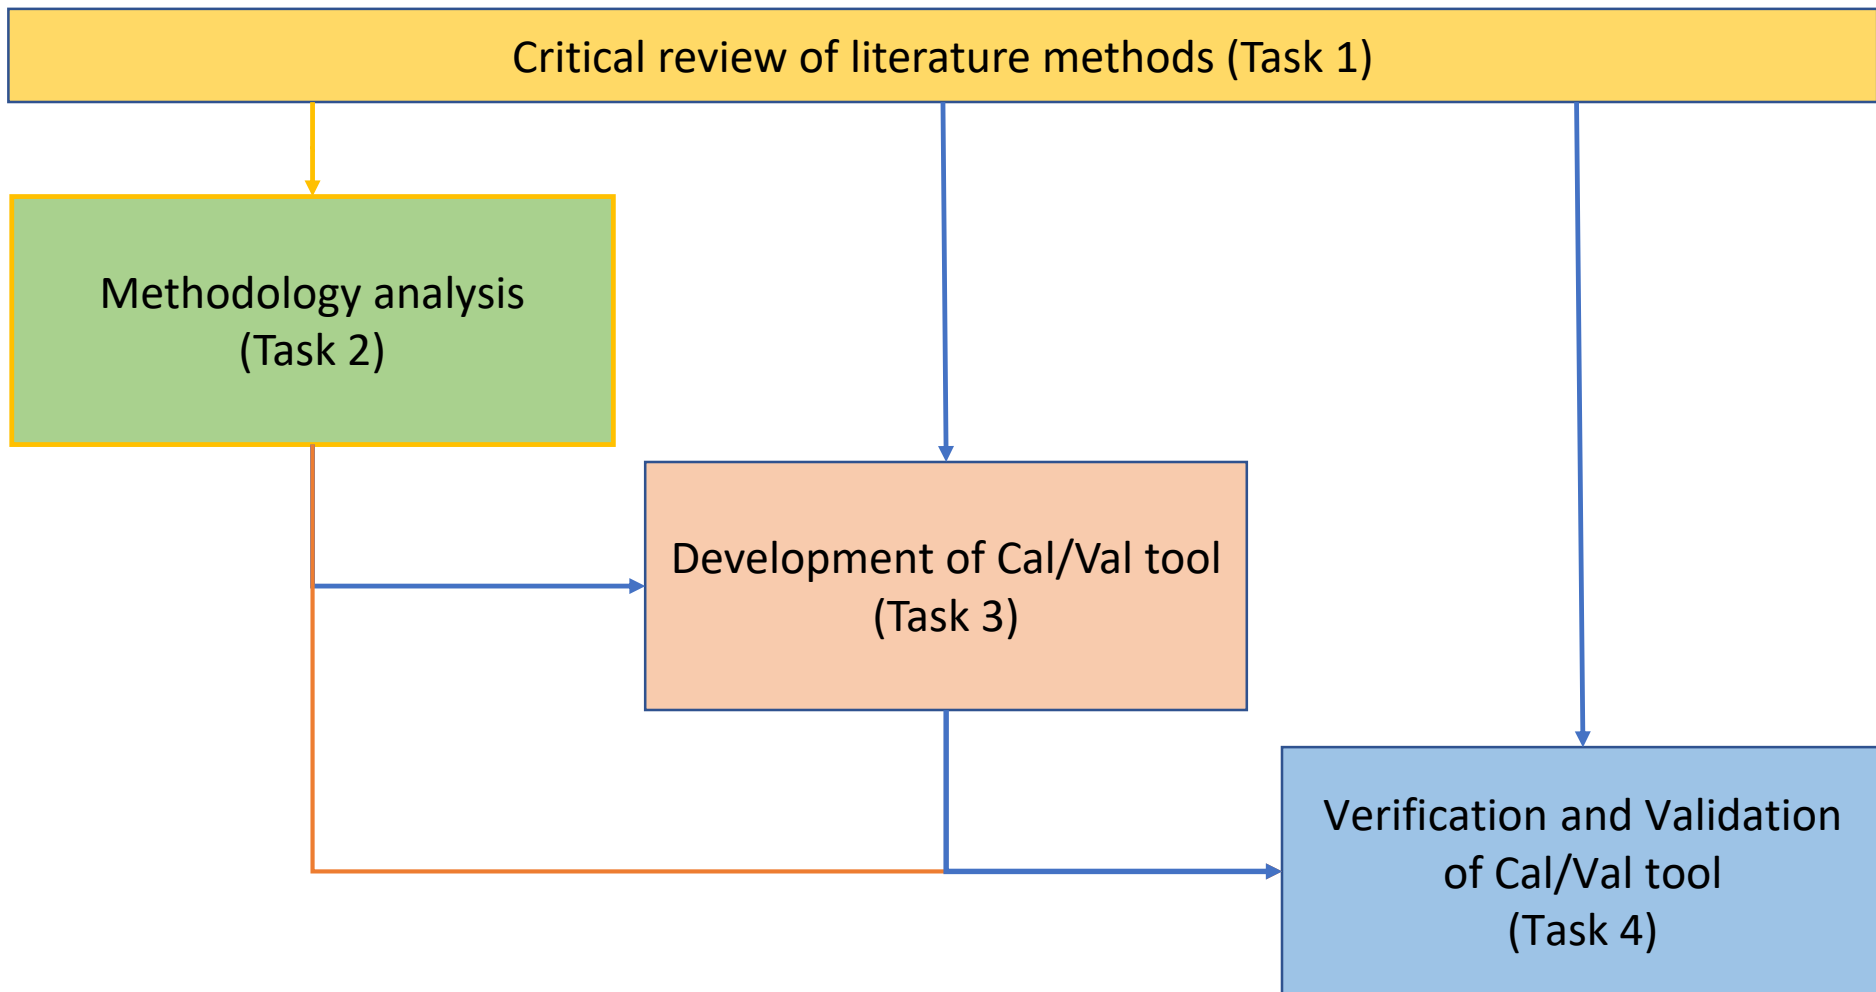 Critical review of literature methods (Task 1)
Methodology analysis
(Task 2)
Development of Cal/Val tool
(Task 3)
Verification and Validation
of Cal/Val tool
(Task 4)